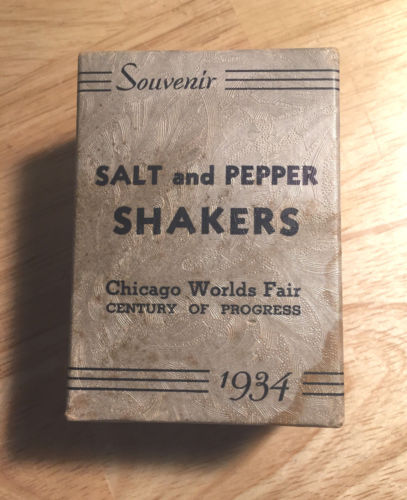 Souvenir
SALT and PEPPER
SHAKERS
Chicago Worlds Fair
CENTURY OF PROGRESS
1934